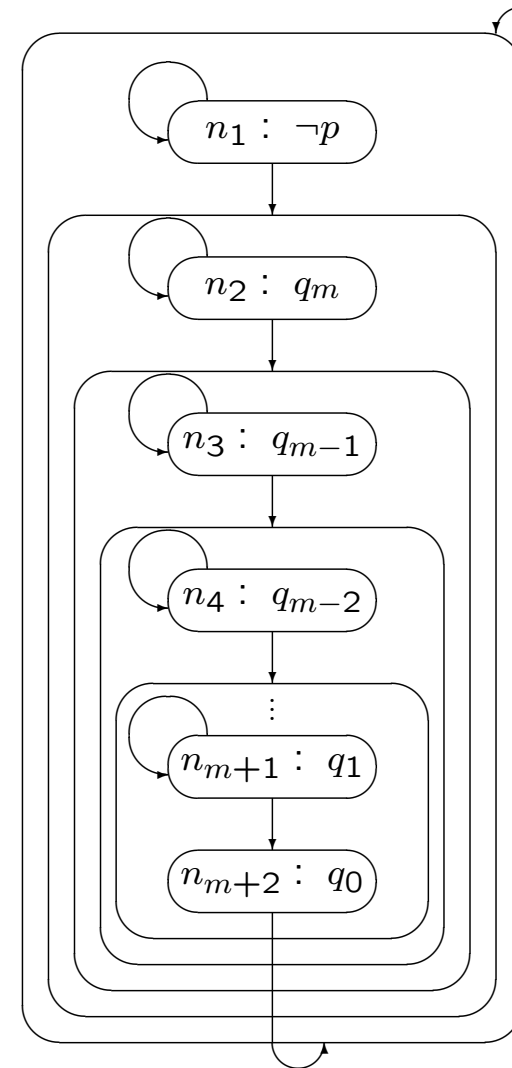 n₁ : ¬p
n₂ : qₘ
n₃ : qₘ₋₁
n₄ : qₘ₋₂
⋮
nₘ₊₁ : q₁
nₘ₊₂ : q₀